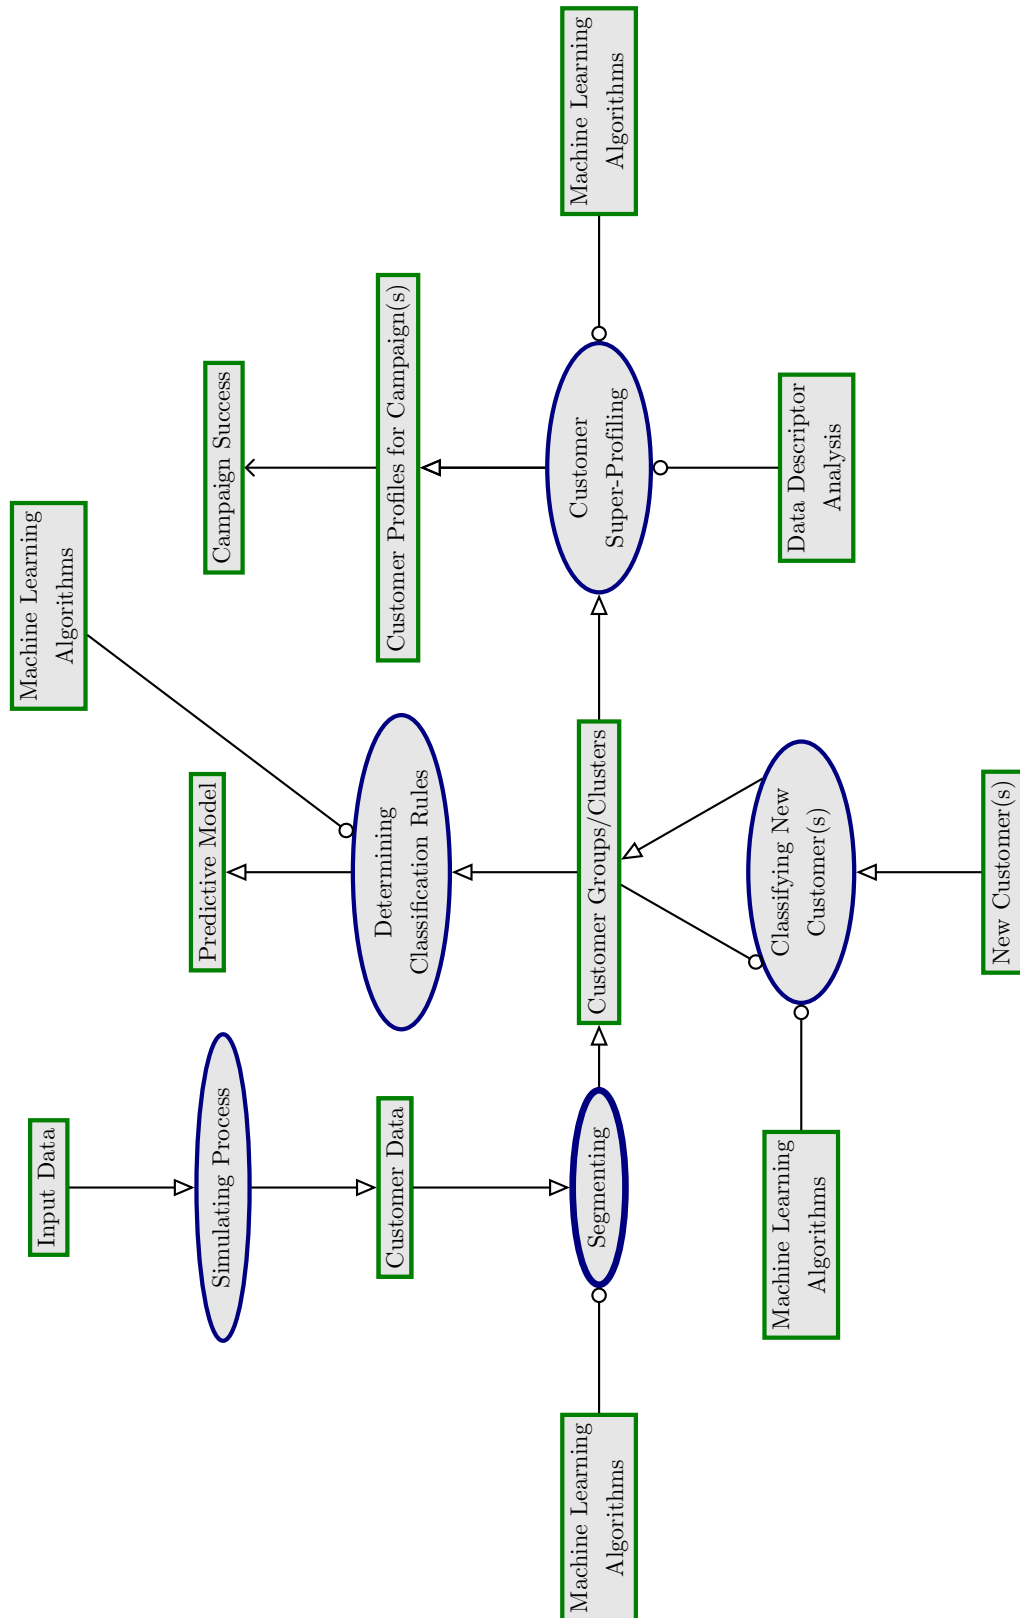 Input Data
Simulating Process
Customer Data
Machine Learning
Algorithms
Segmenting
Machine Learning
Algorithms
Predictive Model
Determining
Classification Rules
Customer Groups/Clusters
Machine Learning
Algorithms
Classifying New
Customer(s)
New Customer(s)
Campaign Success
Customer Profiles for Campaign(s)
Customer
Super-Profiling
Data Descriptor
Analysis
Machine Learning
Algorithms